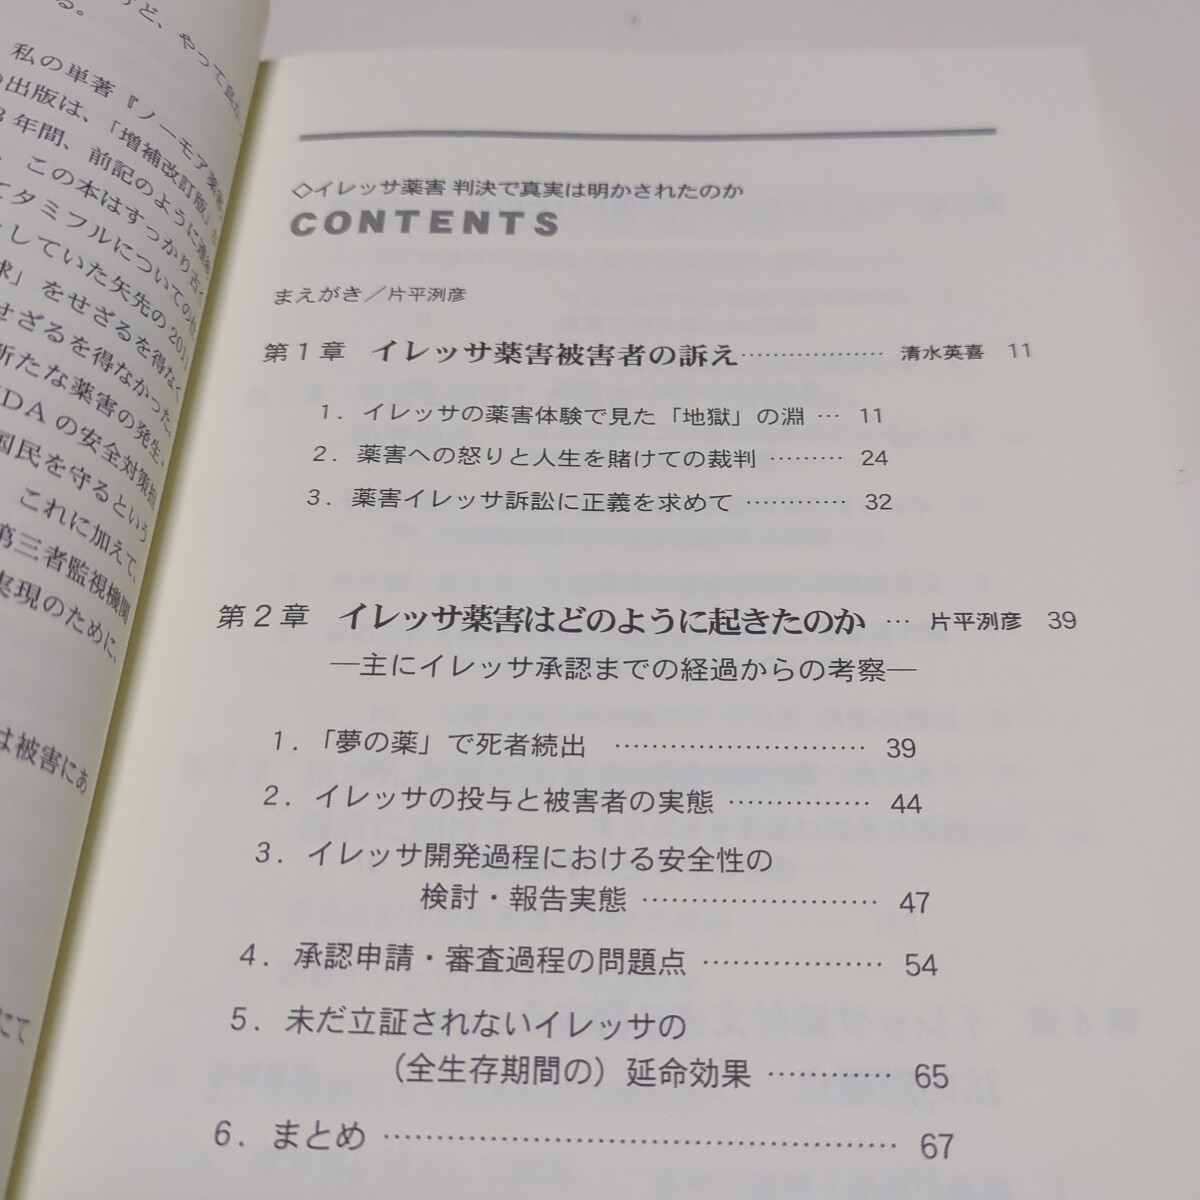 ど、やって
る。
私の単著『ノーモア薬害
出版は、「増補改訂版」が
年間、前記のように
この本はすっかり古
タミフルについての
していた矢先の201
」をせざるを得なく
せざるを得なかった。
新たな薬害の発生、
DAの安全対策
国民を守るという
これに加えて、
第三者監視機関
実現のために、
は被害にあ
にて
◇イレッサ薬害 判決で真実は明かされたのか
CONTENTS
まえがき／片平洌彦
第1章 イレッサ薬害被害者の訴え……………… 清水英喜 11
1．イレッサの薬害体験で見た「地獄」の淵 … 11
2．薬害への怒りと人生を賭けての裁判 ……… 24
3．薬害イレッサ訴訟に正義を求めて ………… 32
第2章 イレッサ薬害はどのように起きたのか … 片平洌彦 39
―主にイレッサ承認までの経過からの考察―
1．「夢の薬」で死者続出 ……………………… 39
2．イレッサの投与と被害者の実態 …………… 44
3．イレッサ開発過程における安全性の
検討・報告実態 …………………… 47
4．承認申請・審査過程の問題点 ……………… 54
5．未だ立証されないイレッサの
（全生存期間の）延命効果 …………… 65
6．まとめ ………………………………………… 67